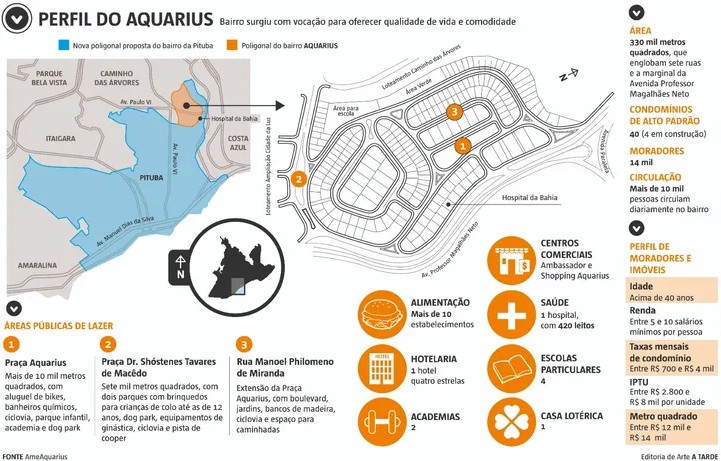 PERFIL DO AQUARIUS
Bairro surgiu com vocação para oferecer qualidade de vida e comodidade
Nova poligonal proposta do bairro da Pituba
Poligonal do bairro AQUARIUS
PARQUE
BELA VISTA
CAMINHO
DAS ÁRVORES
Av. Paulo VI
Hospital da Bahia
ITAIGARA
COSTA
AZUL
Av. Paulo VI
PITUBA
Av. Manuel Dias da Silva
AMARALINA
N
Loteamento Caminho das Árvores
Área Verde
Área para
escola
Loteamento Ampliação Cidade da Luz
N
3
1
2
Hospital da Bahia
Av. Professor Magalhães Neto
ÁREA
330 mil metros
quadrados, que
englobam sete ruas
e a marginal da
Avenida Professor
Magalhães Neto
CONDOMÍNIOS
DE ALTO PADRÃO
40 (4 em construção)
MORADORES
14 mil
CIRCULAÇÃO
Mais de 10 mil
pessoas circulam
diariamente no bairro
PERFIL DE
MORADORES E
IMÓVEIS
Idade
Acima de 40 anos
Renda
Entre 5 e 10 salários
mínimos por pessoa
Taxas mensais
de condomínio
Entre R$ 700 e R$ 4 mil
IPTU
Entre R$ 2.800 e
R$ 8 mil por unidade
Metro quadrado
Entre R$ 12 mil e
R$ 14 mil
CENTROS
COMERCIAIS
Ambassador e
Shopping Aquarius
ALIMENTAÇÃO
Mais de 10
estabelecimentos
SAÚDE
1 hospital,
com 420 leitos
HOTEL
HOTELARIA
1 hotel
quatro estrelas
ESCOLAS
PARTICULARES
4
ACADEMIAS
2
CASA LOTÉRICA
1
ÁREAS PÚBLICAS DE LAZER
1
Praça Aquarius
Mais de 10 mil metros
quadrados, com
aluguel de bikes,
banheiros químicos,
ciclovia, parque infantil,
academia e dog park
2
Praça Dr. Shóstenes Tavares
de Macêdo
Sete mil metros quadrados, com
dois parques com brinquedos
para crianças de colo até as de 12
anos, dog park, equipamentos de
ginástica, ciclovia e pista de
cooper
3
Rua Manoel Philomeno
de Miranda
Extensão da Praça
Aquarius, com boulevard,
jardins, bancos de madeira,
ciclovia e espaço para
caminhadas
FONTE AmeAquarius
Editoria de Arte A TARDE